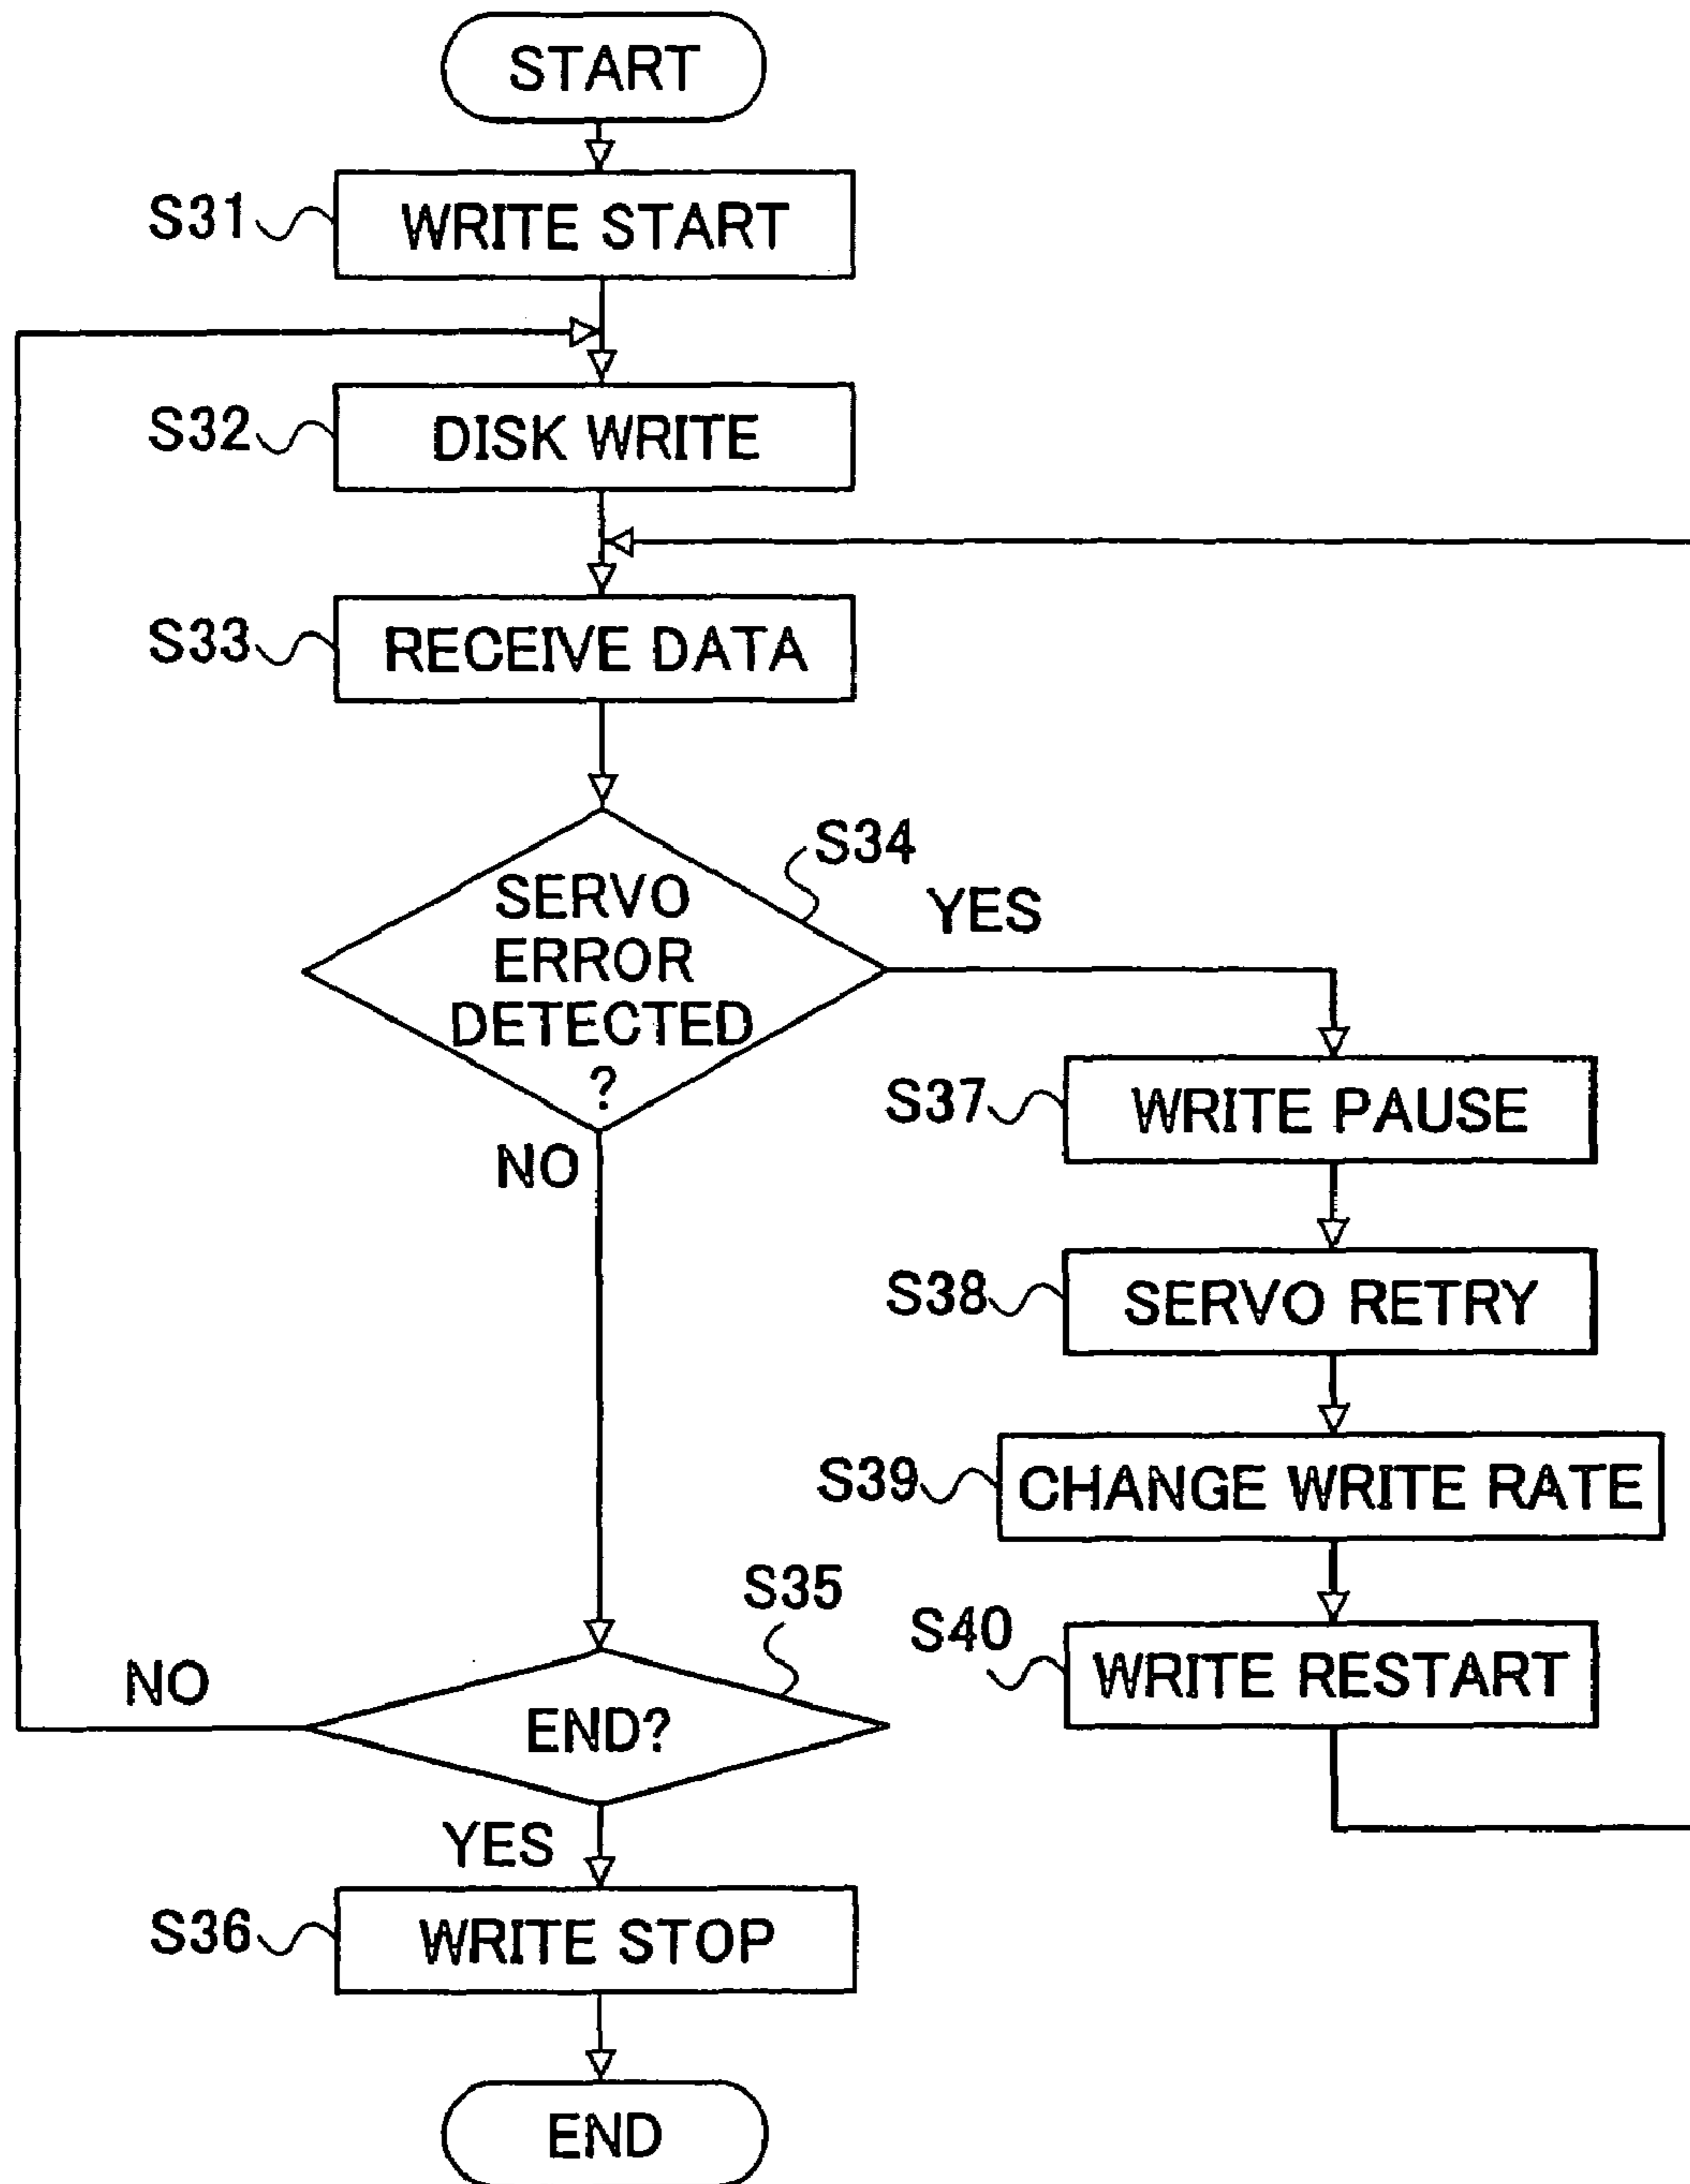 START
S31
WRITE START
S32
DISK WRITE
S33
RECEIVE DATA
S34
SERVO
ERROR
DETECTED
?
YES
NO
S37
WRITE PAUSE
S38
SERVO RETRY
S39
CHANGE WRITE RATE
S40
WRITE RESTART
S35
END?
NO
YES
S36
WRITE STOP
END